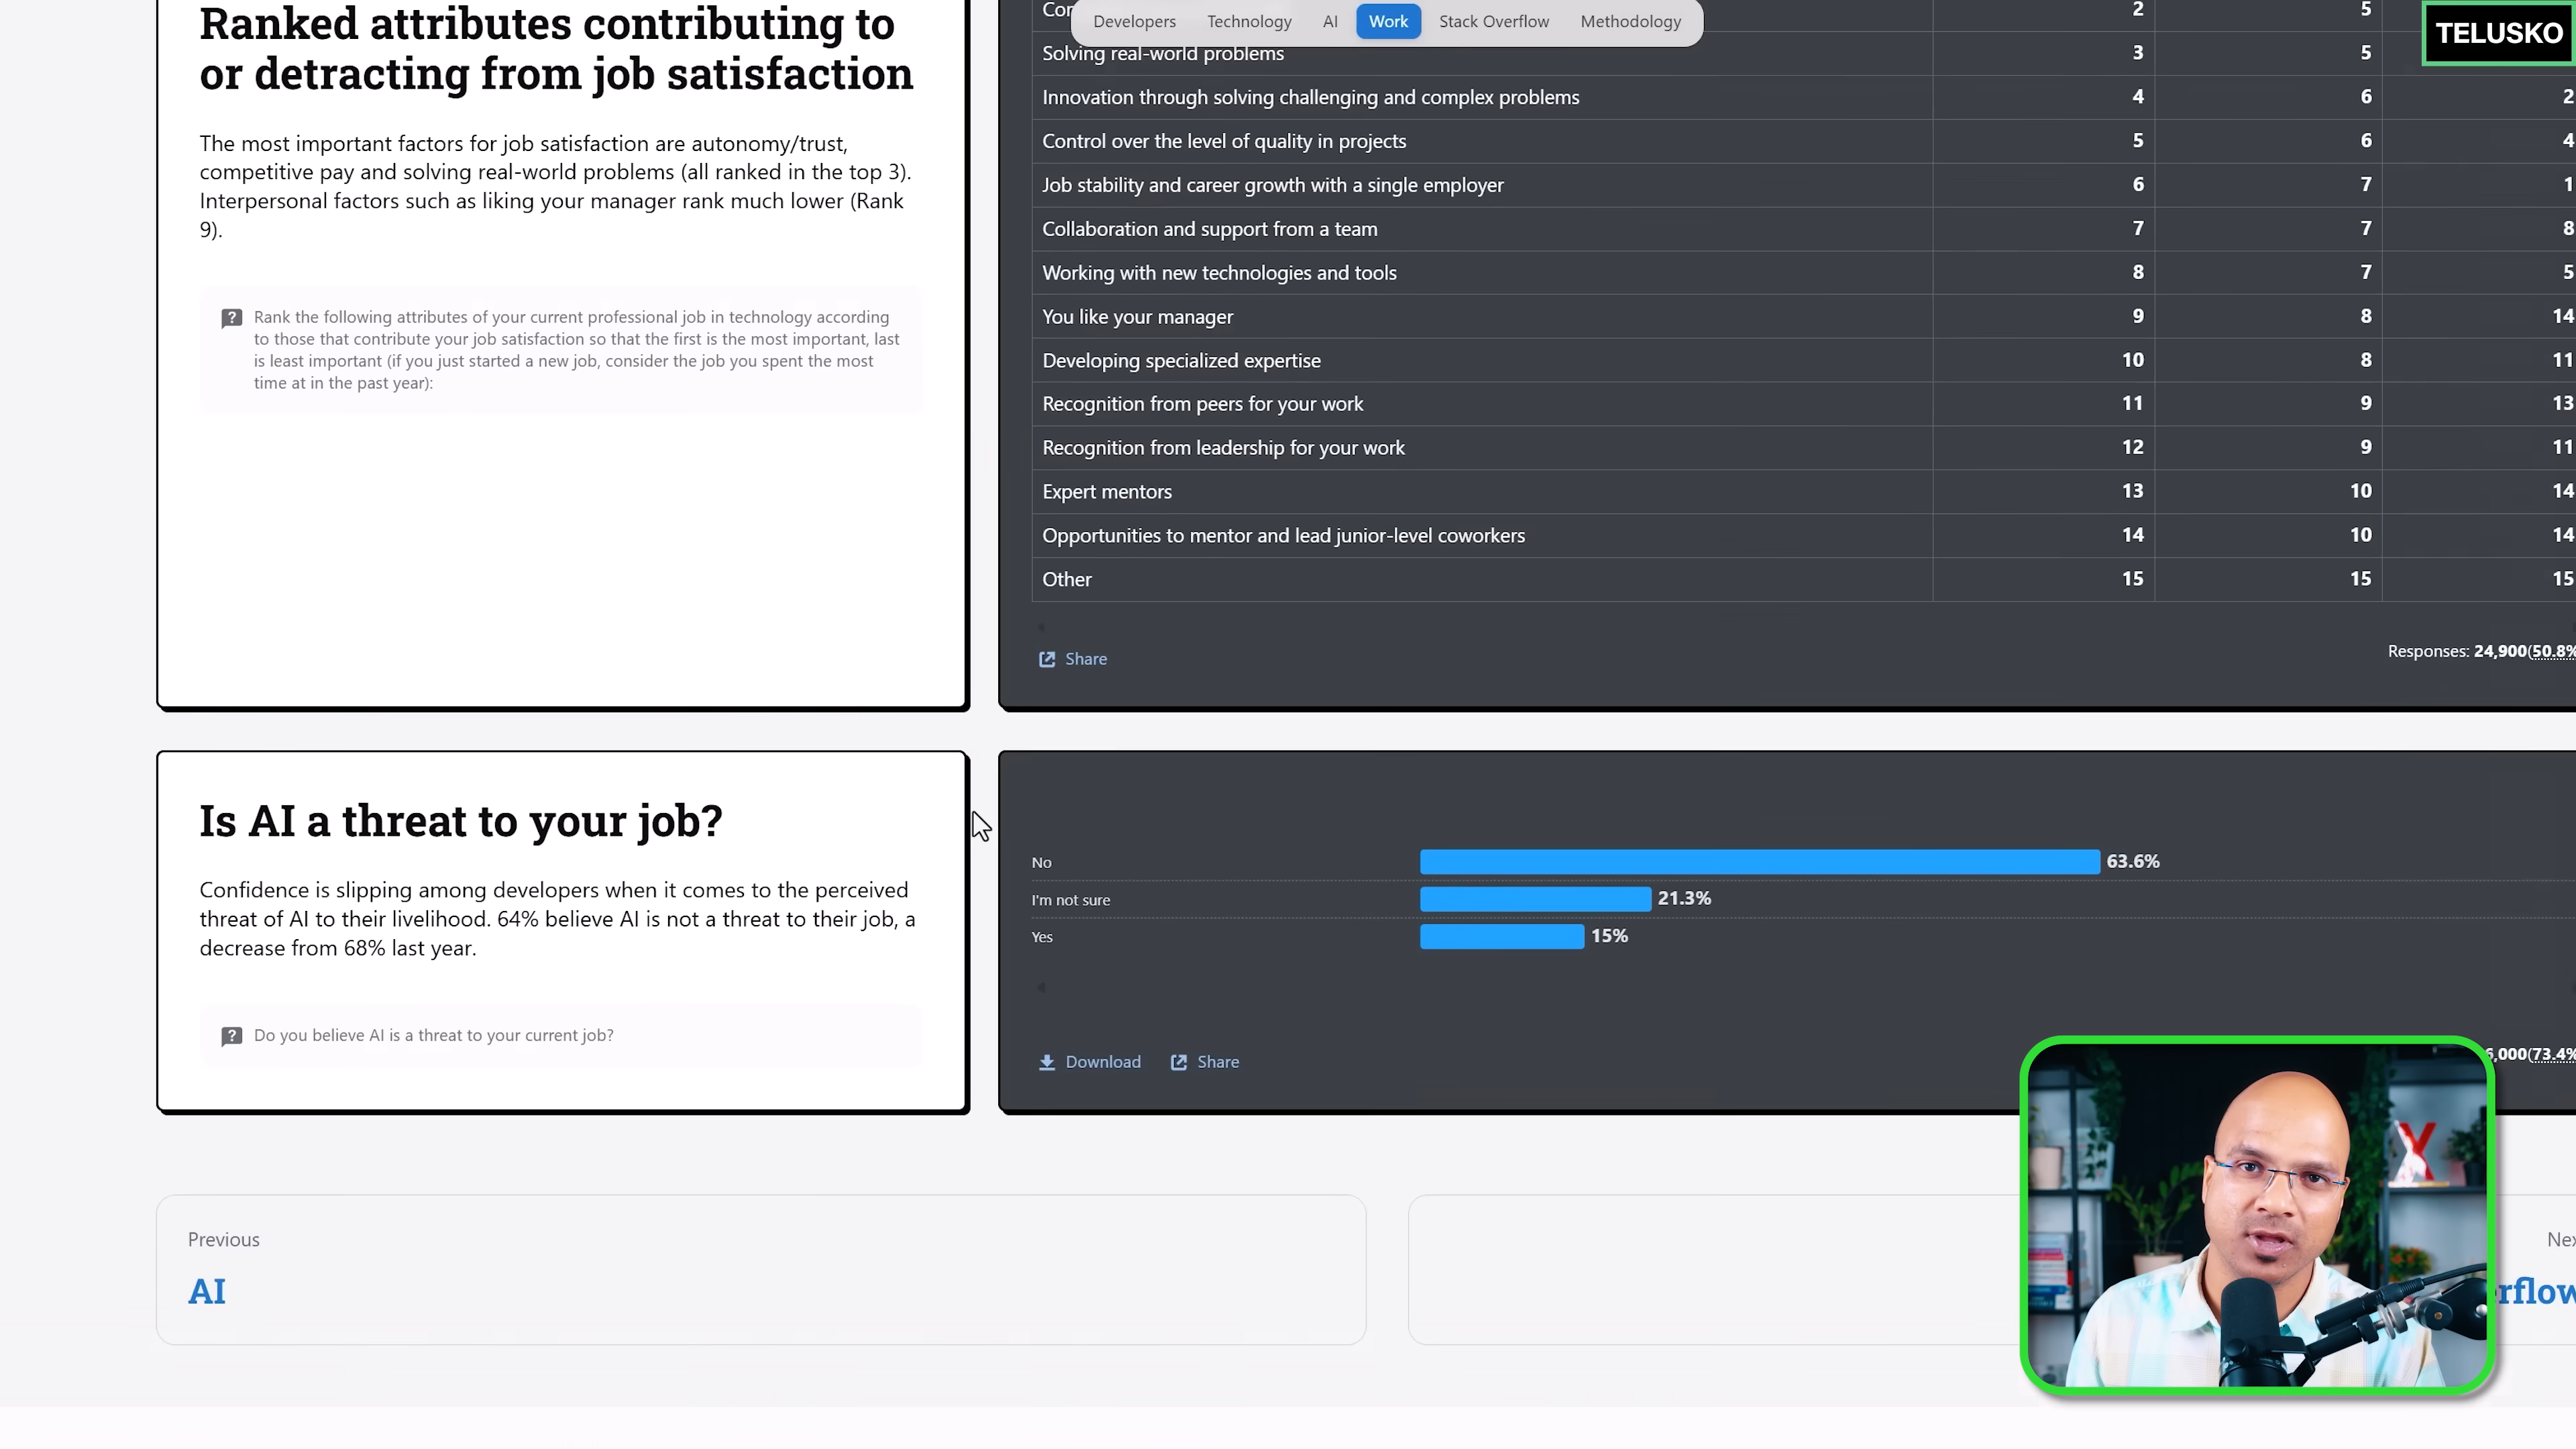 Developers Technology AI Work Stack Overflow Methodology
TELUSKO
Ranked attributes contributing to
or detracting from job satisfaction
The most important factors for job satisfaction are autonomy/trust,
competitive pay and solving real-world problems (all ranked in the top 3).
Interpersonal factors such as liking your manager rank much lower (Rank
9).
Rank the following attributes of your current professional job in technology according
to those that contribute your job satisfaction so that the first is the most important, last
is least important (if you just started a new job, consider the job you spent the most
time at in the past year):
2 5
Solving real-world problems 3 5
Innovation through solving challenging and complex problems 4 6 2
Control over the level of quality in projects 5 6 4
Job stability and career growth with a single employer 6 7 1
Collaboration and support from a team 7 7 8
Working with new technologies and tools 8 7 5
You like your manager 9 8 14
Developing specialized expertise 10 8 11
Recognition from peers for your work 11 9 13
Recognition from leadership for your work 12 9 11
Expert mentors 13 10 14
Opportunities to mentor and lead junior-level coworkers 14 10 14
Other 15 15 15
Share
Responses: 24,900(50.8%
Is AI a threat to your job?
Confidence is slipping among developers when it comes to the perceived
threat of AI to their livelihood. 64% believe AI is not a threat to their job, a
decrease from 68% last year.
Do you believe AI is a threat to your current job?
No 63.6%
I'm not sure 21.3%
Yes 15%
Download Share
,000(73.4%
Previous
AI